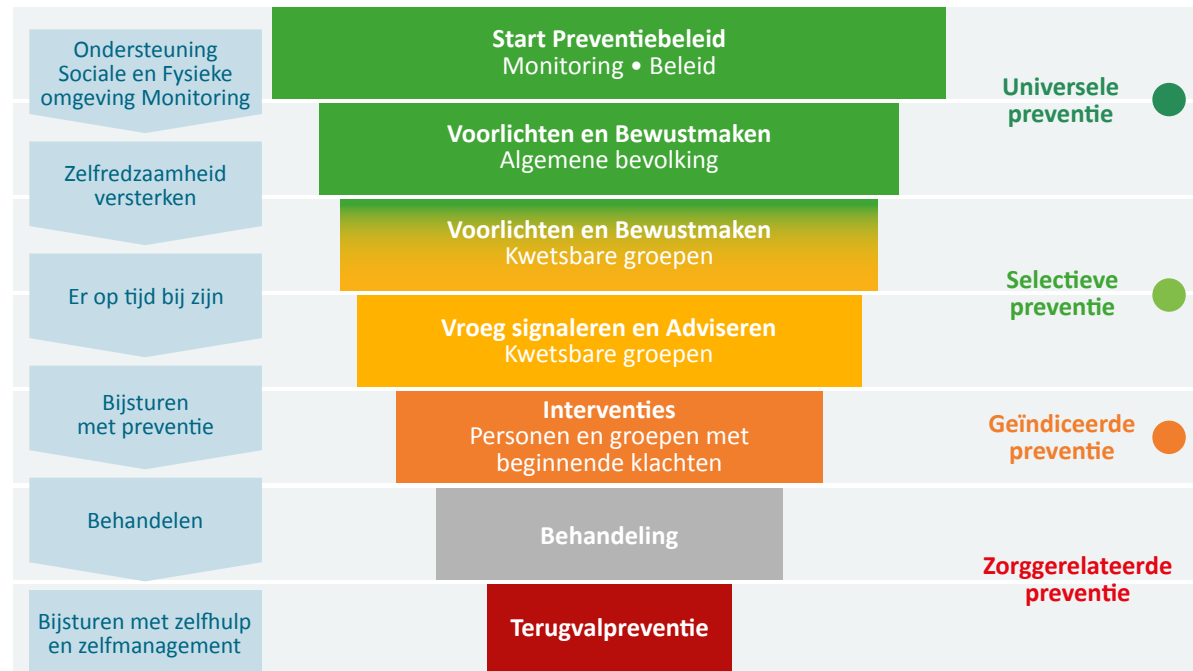 Ondersteuning
Sociale en Fysieke
omgeving Monitoring
Zelfredzaamheid
versterken
Er op tijd bij zijn
Bijsturen
met preventie
Behandelen
Bijsturen met zelfhulp
en zelfmanagement
Start Preventiebeleid
Monitoring • Beleid
Voorlichten en Bewustmaken
Algemene bevolking
Voorlichten en Bewustmaken
Kwetsbare groepen
Vroeg signaleren en Adviseren
Kwetsbare groepen
Interventies
Personen en groepen met
beginnende klachten
Behandeling
Terugvalpreventie
Universele
preventie
Selectieve
preventie
Geïndiceerde
preventie
Zorggerelateerde
preventie